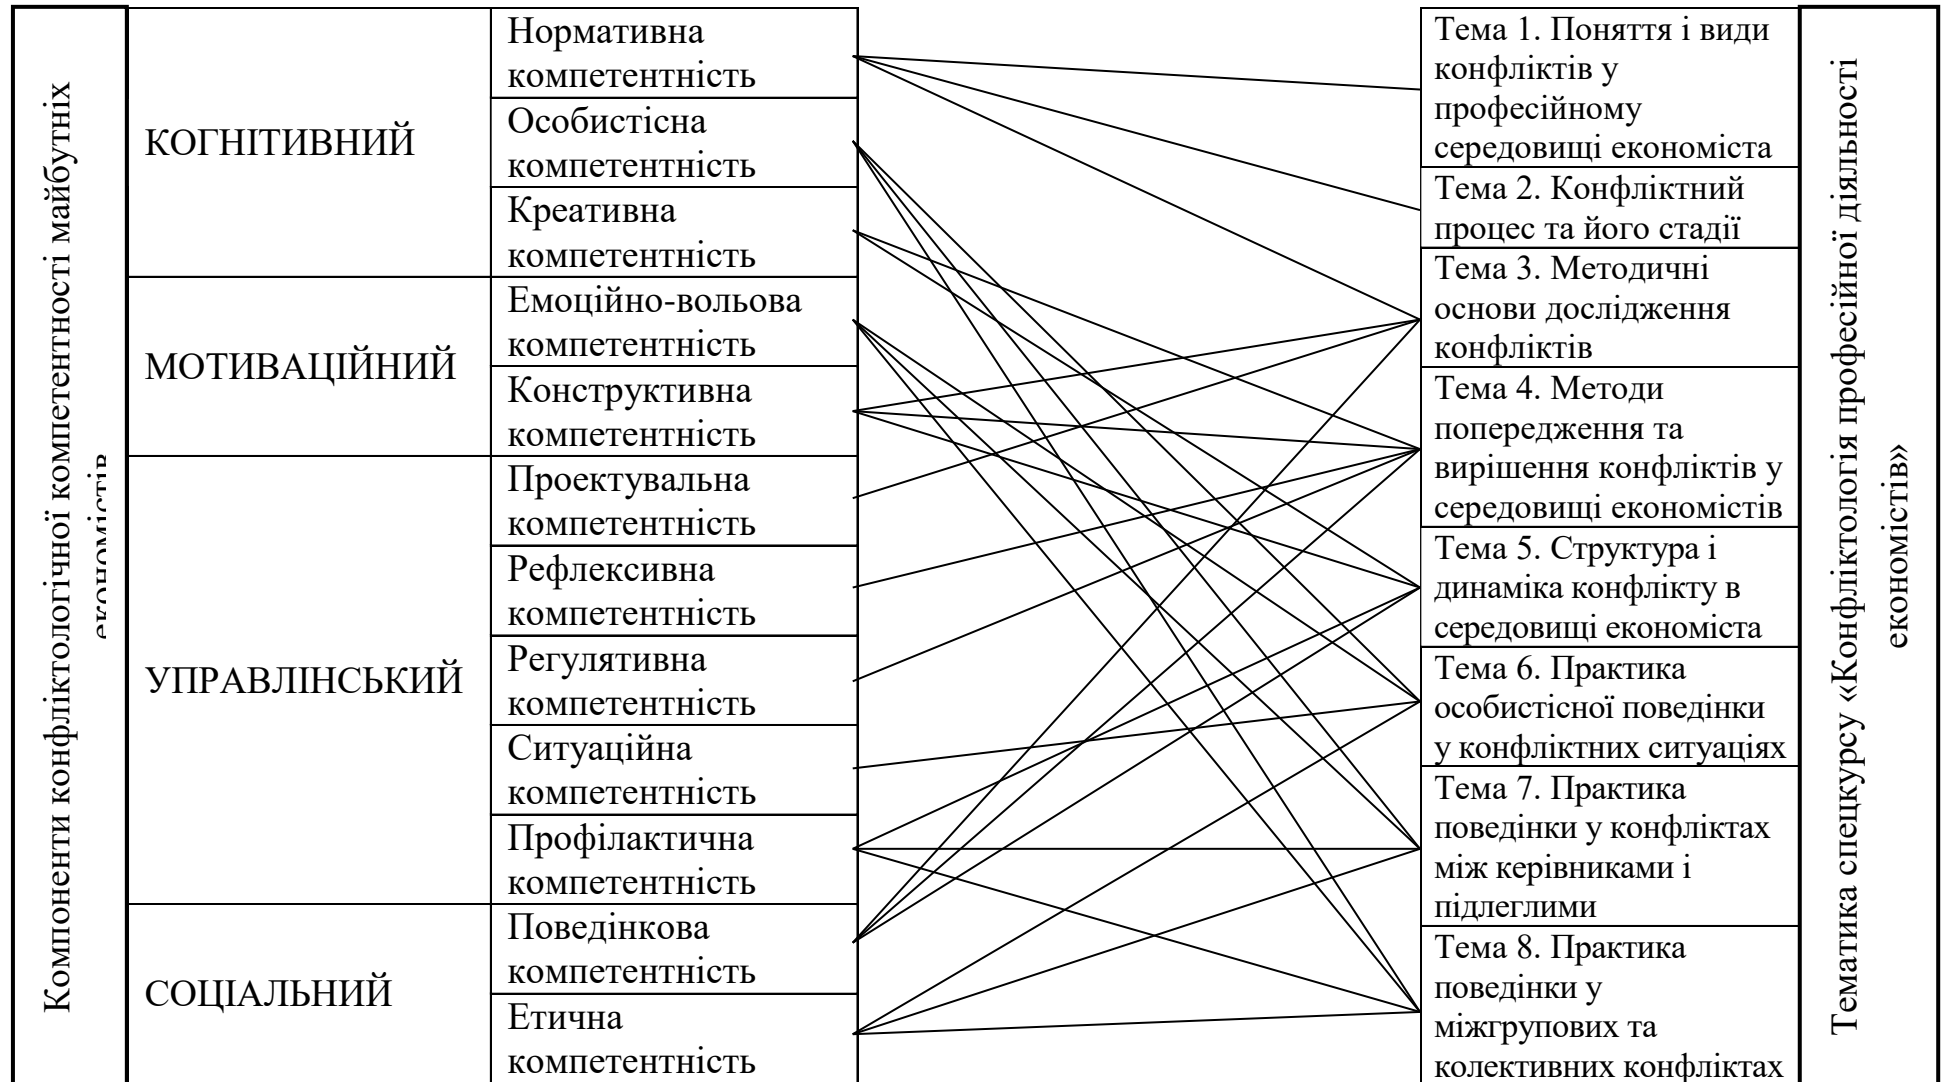 Компоненти конфліктологічної компетентності майбутніх
економістів
КОГНІТИВНИЙ
Нормативна
компетентність
Особистісна
компетентність
Креативна
компетентність
МОТИВАЦІЙНИЙ
Емоційно-вольова
компетентність
Конструктивна
компетентність
УПРАВЛІНСЬКИЙ
Проектувальна
компетентність
Рефлексивна
компетентність
Регулятивна
компетентність
Ситуаційна
компетентність
Профілактична
компетентність
СОЦІАЛЬНИЙ
Поведінкова
компетентність
Етична
компетентність
Тема 1. Поняття і види
конфліктів у
професійному
середовищі економіста
Тема 2. Конфліктний
процес та його стадії
Тема 3. Методичні
основи дослідження
конфліктів
Тема 4. Методи
попередження та
вирішення конфліктів у
середовищі економістів
Тема 5. Структура і
динаміка конфлікту в
середовищі економіста
Тема 6. Практика
особистісної поведінки
у конфліктних ситуаціях
Тема 7. Практика
поведінки у конфліктах
між керівниками і
підлеглими
Тема 8. Практика
поведінки у
міжгрупових та
колективних конфліктах
Тематика спецкурсу «Конфліктологія професійної діяльності
економістів»